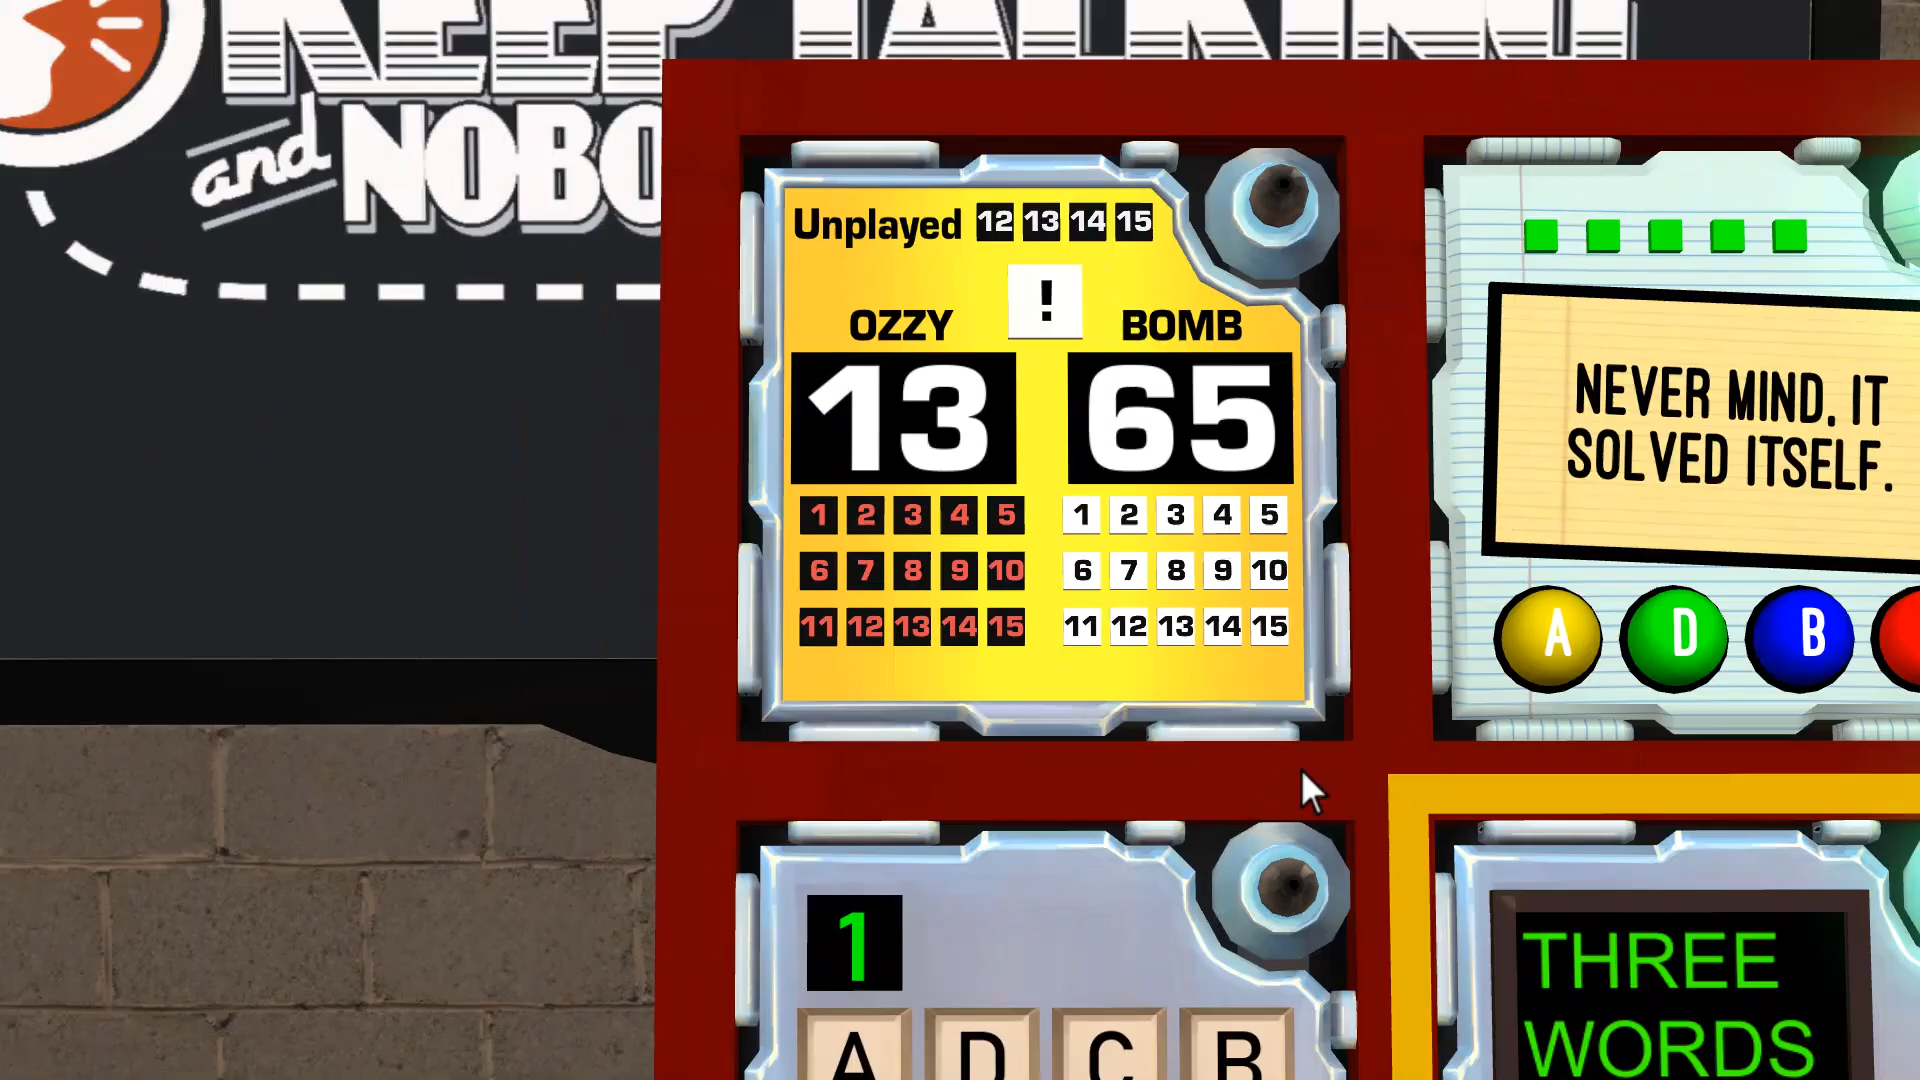 KEEP TALKING
and NOBO
Unplayed 12 13 14 15
!
OZZY BOMB
13 65
1 2 3 4 5 1 2 3 4 5
6 7 8 9 10 6 7 8 9 10
11 12 13 14 15 11 12 13 14 15
NEVER MIND, IT
SOLVED ITSELF.
A D B
1
A D C B
THREE
WORDS